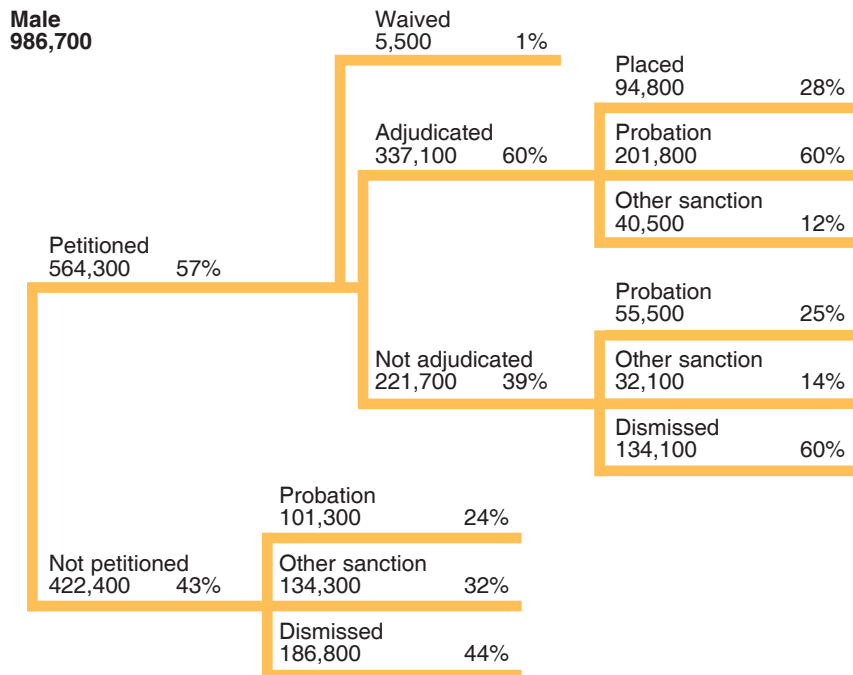 Male
986,700
Waived
5,500 1%
Placed
94,800 28%
Adjudicated
337,100 60%
Probation
201,800 60%
Other sanction
40,500 12%
Petitioned
564,300 57%
Probation
55,500 25%
Not adjudicated
221,700 39%
Other sanction
32,100 14%
Dismissed
134,100 60%
Probation
101,300 24%
Not petitioned
422,400 43%
Other sanction
134,300 32%
Dismissed
186,800 44%